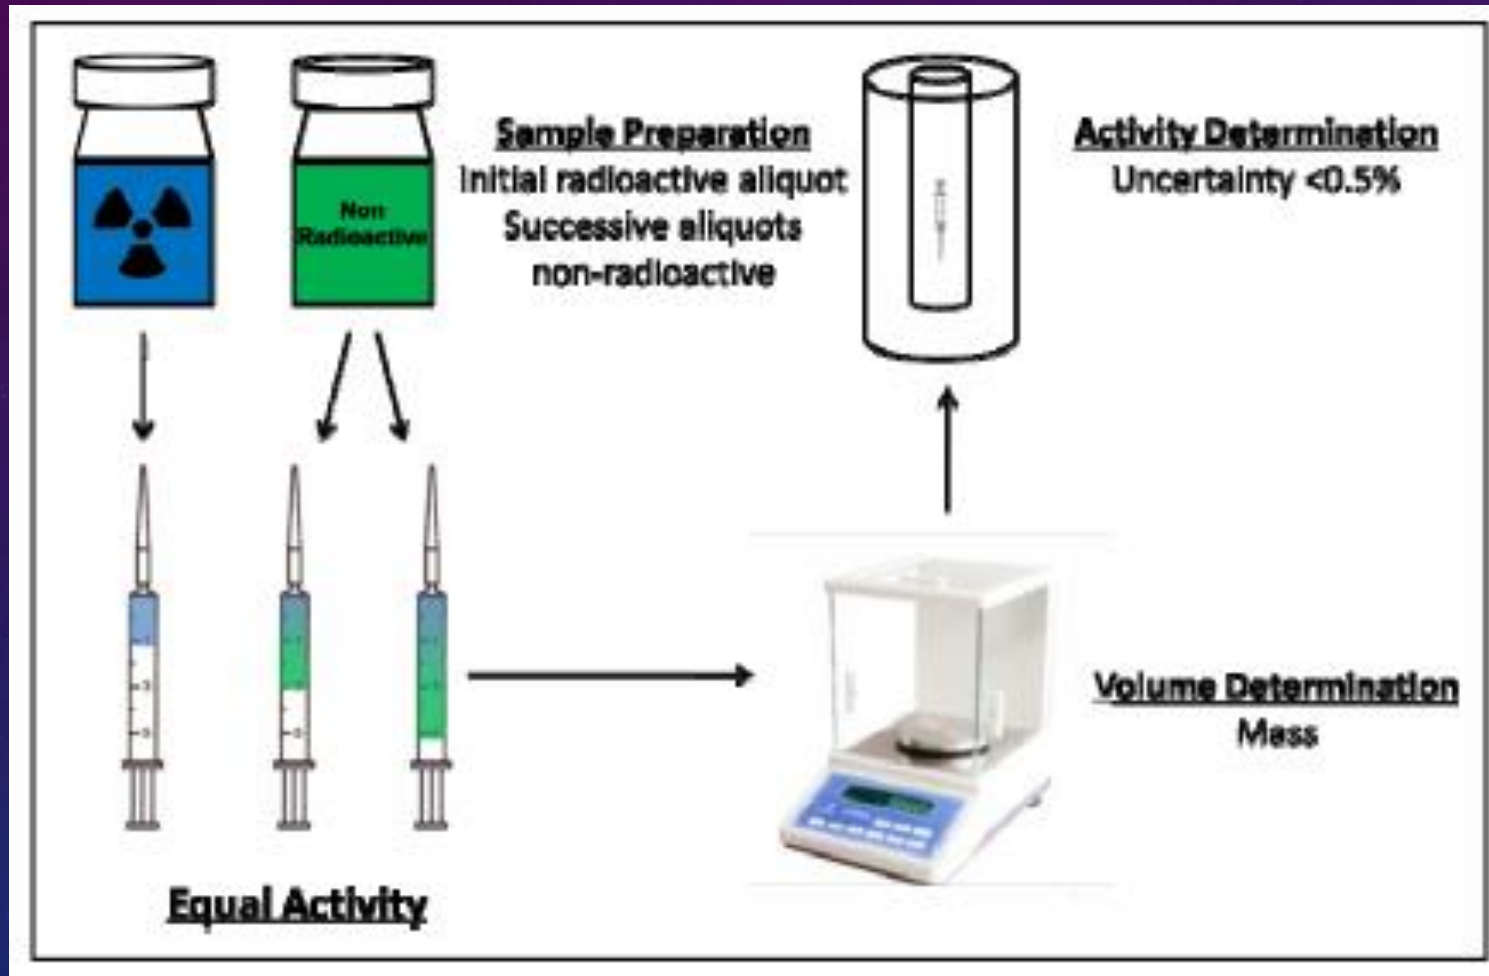 Sample Preparation
Initial radioactive aliquot
Successive aliquots
non-radioactive
Activity Determination
Uncertainty <0.5%
Non
Radioactive
Volume Determination
Mass
Equal Activity